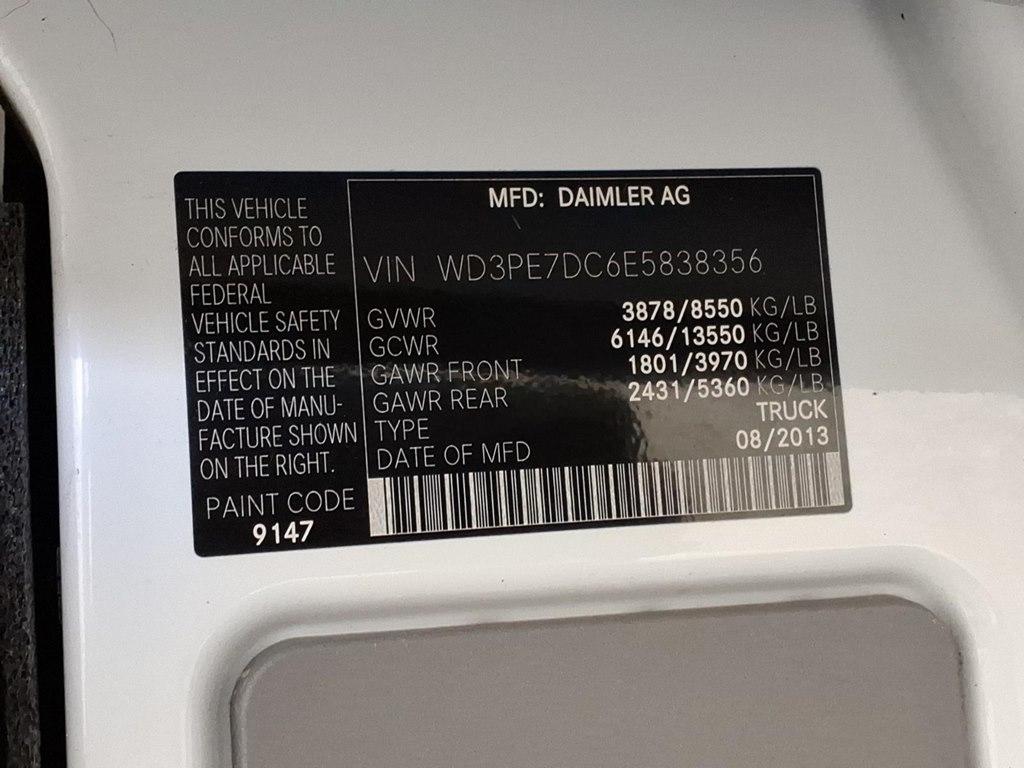 THIS VEHICLE
CONFORMS TO
ALL APPLICABLE
FEDERAL
VEHICLE SAFETY
STANDARDS IN
EFFECT ON THE
DATE OF MANU-
FACTURE SHOWN
ON THE RIGHT.
PAINT CODE
9147
MFD: DAIMLER AG
VIN WD3PE7DC6E5838356
GVWR 3878/8550 KG/LB
GCWR 6146/13550 KG/LB
GAWR FRONT 1801/3970 KG/LB
GAWR REAR 2431/5360 KG/LB
TYPE TRUCK
DATE OF MFD 08/2013